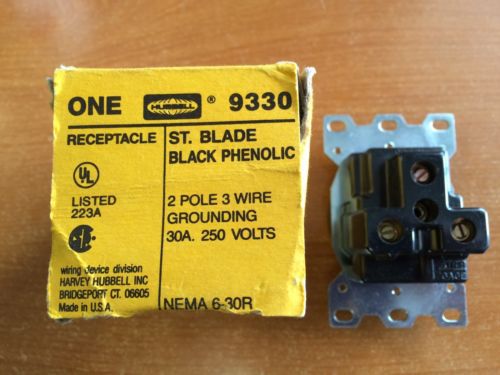 ONE HUBBELL ® 9330
RECEPTACLE
ST. BLADE
BLACK PHENOLIC
UL
LISTED
223A
2 POLE 3 WIRE
GROUNDING
30A. 250 VOLTS
wiring device division
HARVEY HUBBELL INC
BRIDGEPORT CT. 06605
Made in U.S.A.
NEMA 6-30R